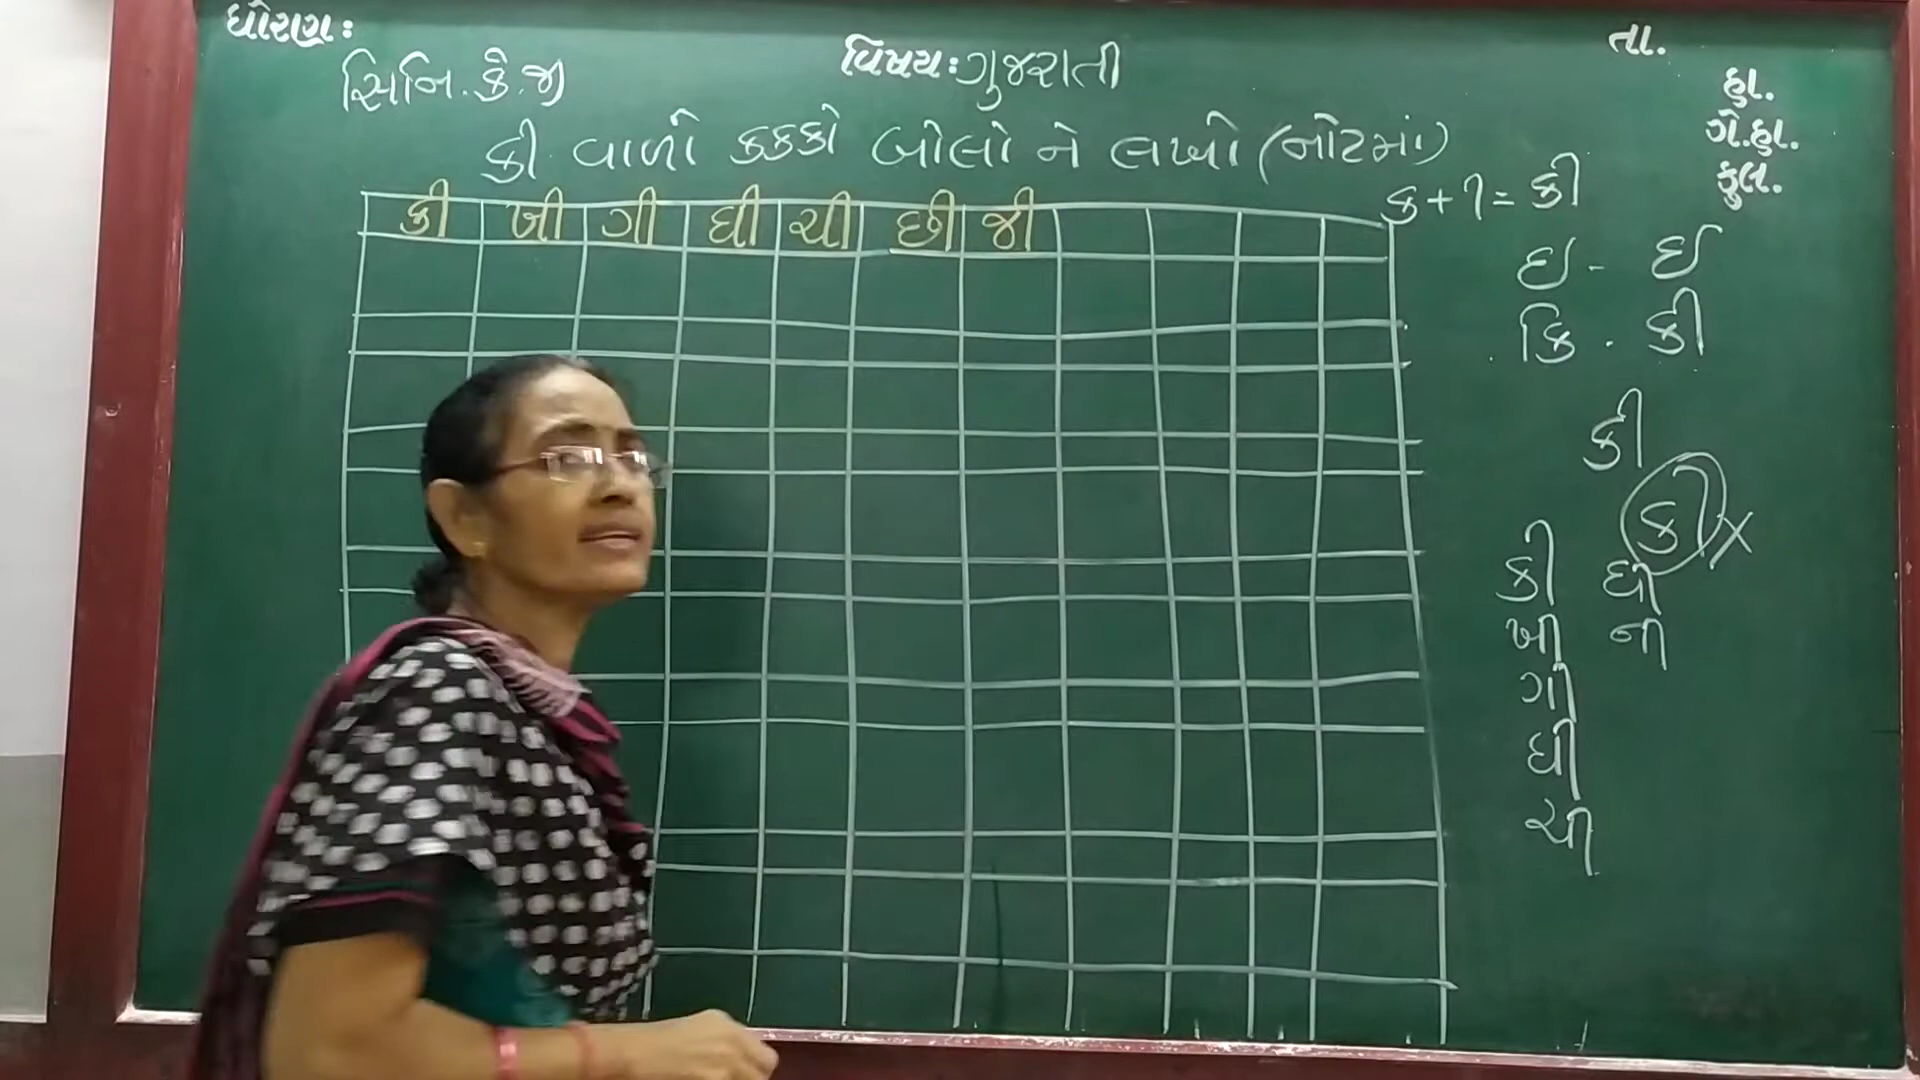 ધોરણ:
સિનિ. કે. જી
વિષય: ગુજરાતી
તા.
હા.
ગે.હા.
કુલ.
કી વાળો કક્કો બોલો ને લખો (નોટમાં)
કી ખી ગી ઘી ચી છી જી
ક + ી = કી
ઇ - ઈ
કિ . કી
કી
કી X
કી ઘી
ખી ની
ગી
ઘી
ચી